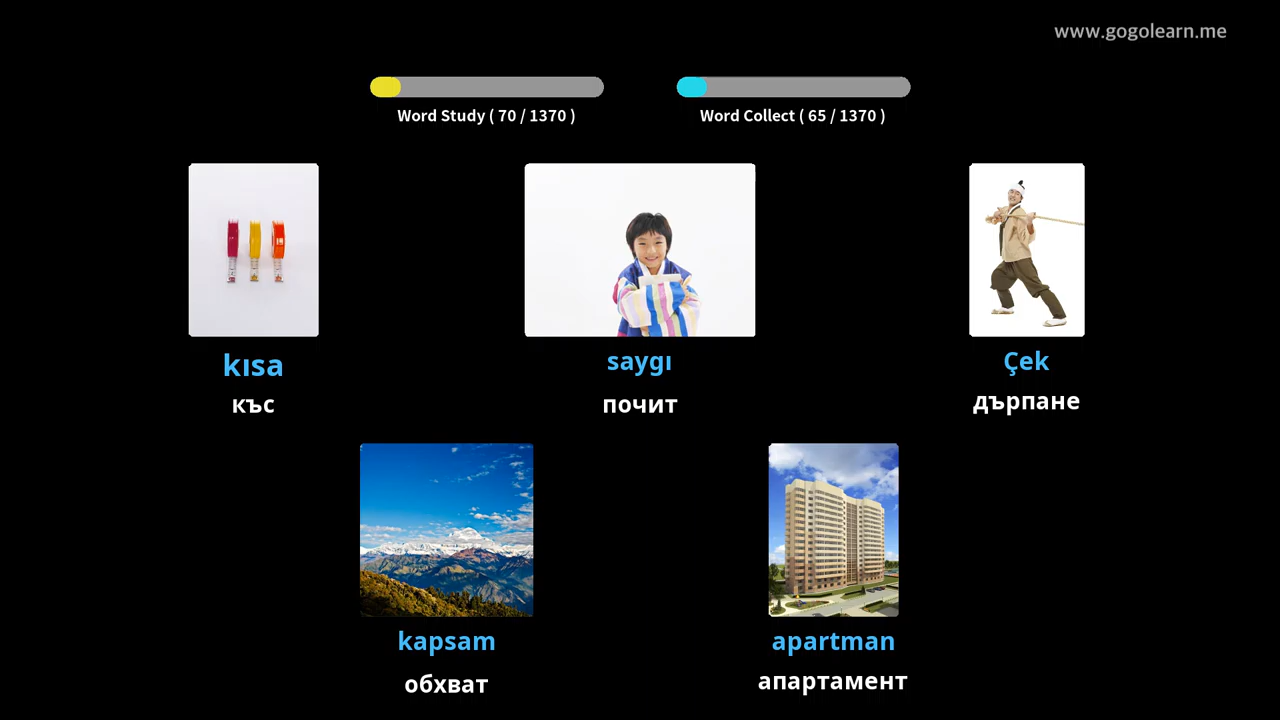 www.gogolearn.me
Word Study ( 70 / 1370 )
Word Collect ( 65 / 1370 )
kısa
saygı
Çek
къс
почит
дърпане
kapsam
apartman
обхват
апартамент